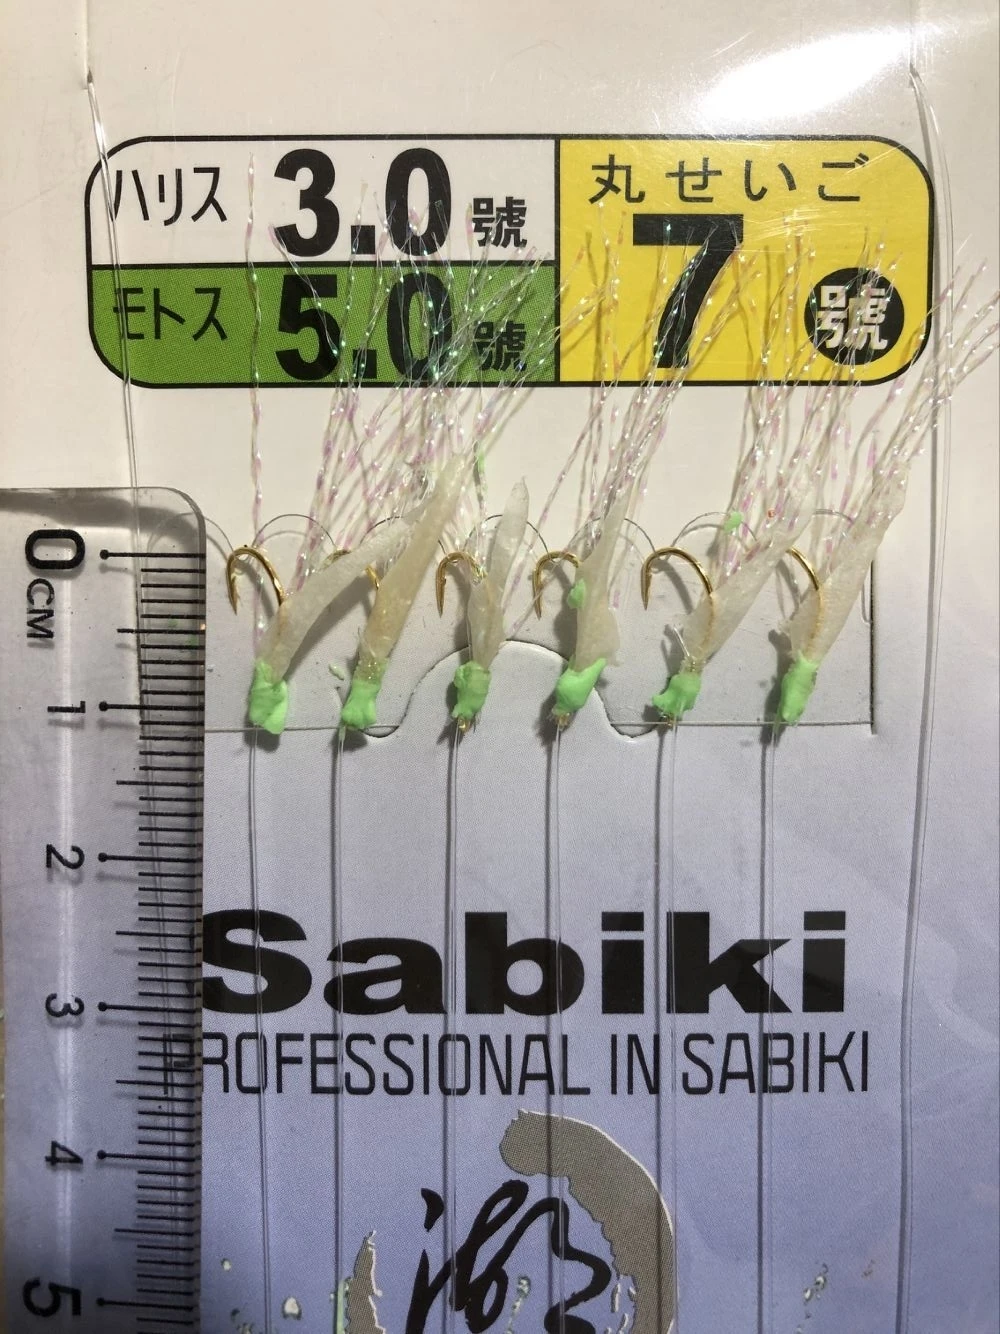 ハリス 3.0 號
モトス 5.0 號
丸せいご
7 號
0 CM
1
2
3
4
5
Sabiki
PROFESSIONAL IN SABIKI